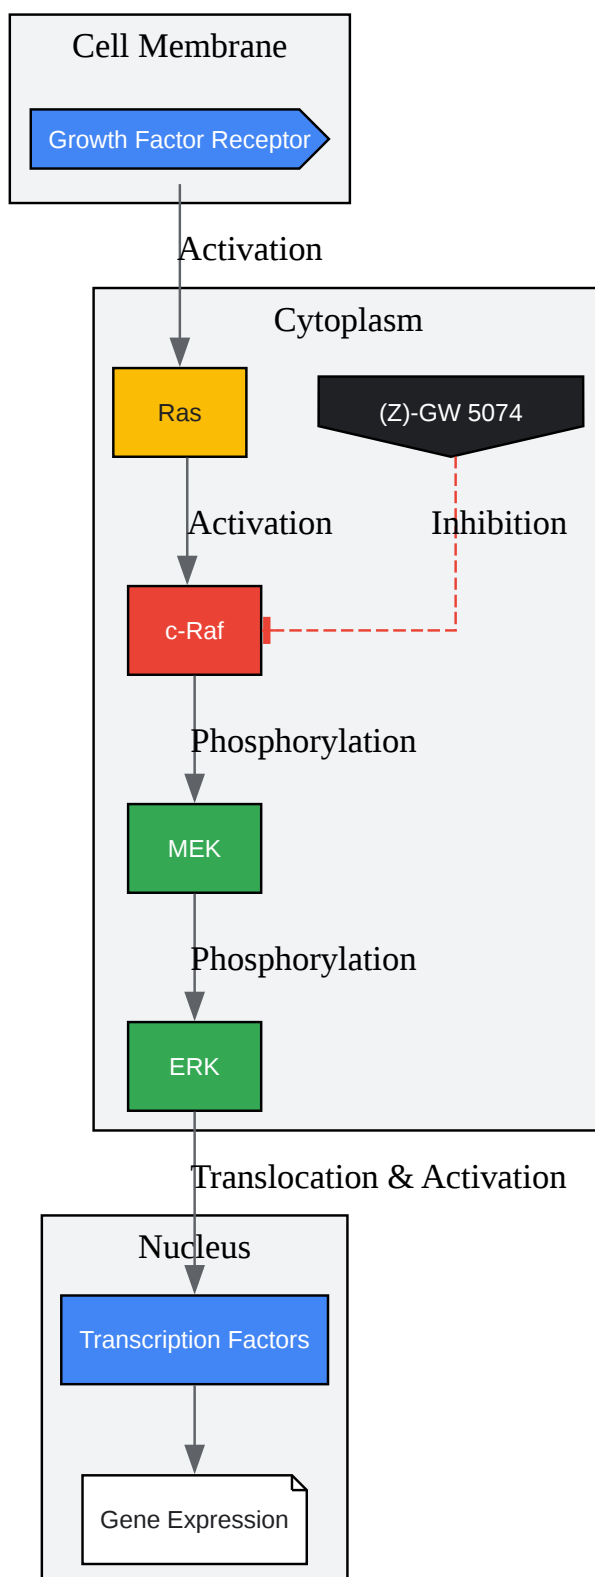 Cell Membrane
Growth Factor Receptor
Activation
Cytoplasm
Ras
(Z)-GW 5074
Activation
Inhibition
c-Raf
Phosphorylation
MEK
Phosphorylation
ERK
Translocation & Activation
Nucleus
Transcription Factors
Gene Expression